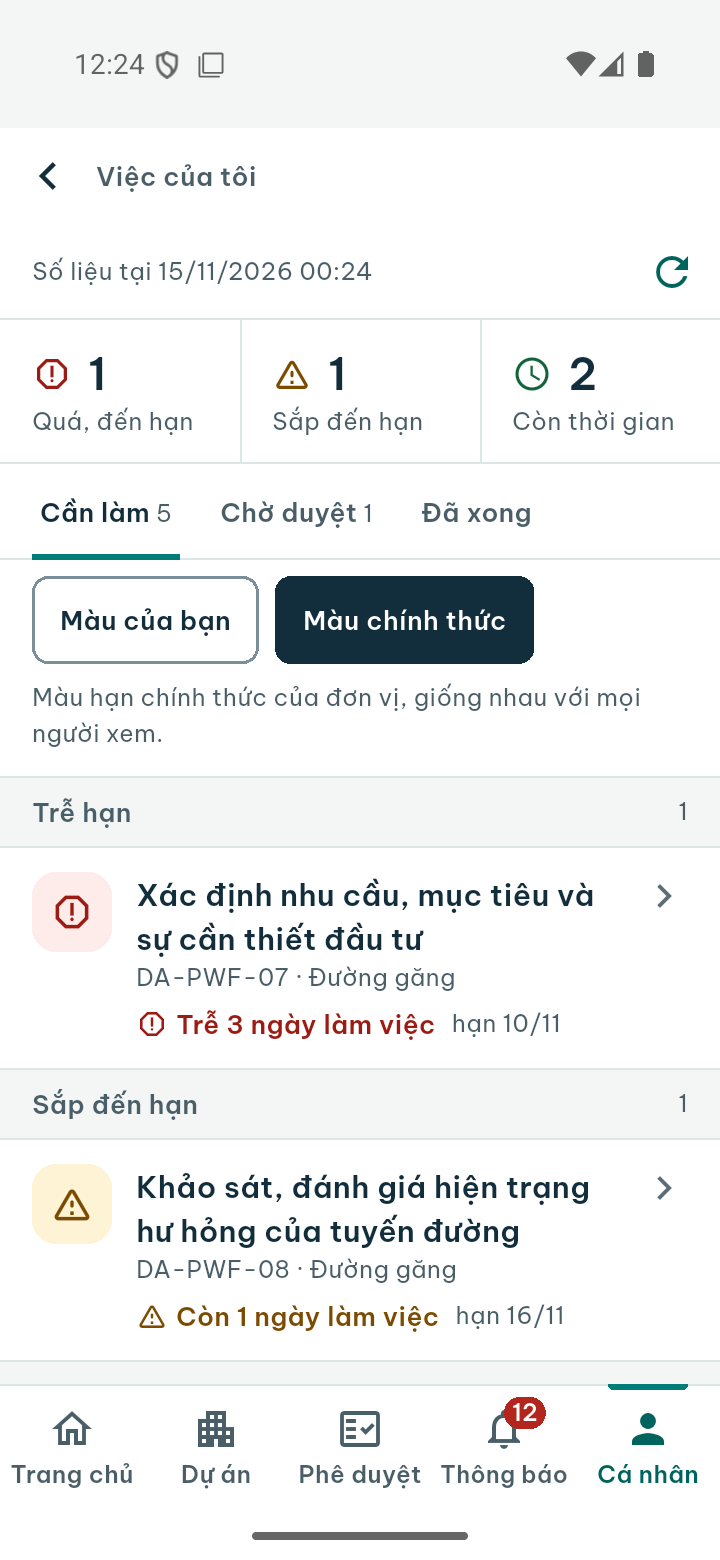 12:24
Việc của tôi
Số liệu tại 15/11/2026 00:24
1
Quá, đến hạn
1
Sắp đến hạn
2
Còn thời gian
Cần làm 5
Chờ duyệt 1
Đã xong
Màu của bạn
Màu chính thức
Màu hạn chính thức của đơn vị, giống nhau với mọi
người xem.
Trễ hạn 1
Xác định nhu cầu, mục tiêu và
sự cần thiết đầu tư
DA-PWF-07 · Đường găng
Trễ 3 ngày làm việc hạn 10/11
Sắp đến hạn 1
Khảo sát, đánh giá hiện trạng
hư hỏng của tuyến đường
DA-PWF-08 · Đường găng
Còn 1 ngày làm việc hạn 16/11
12
Trang chủ
Dự án
Phê duyệt
Thông báo
Cá nhân